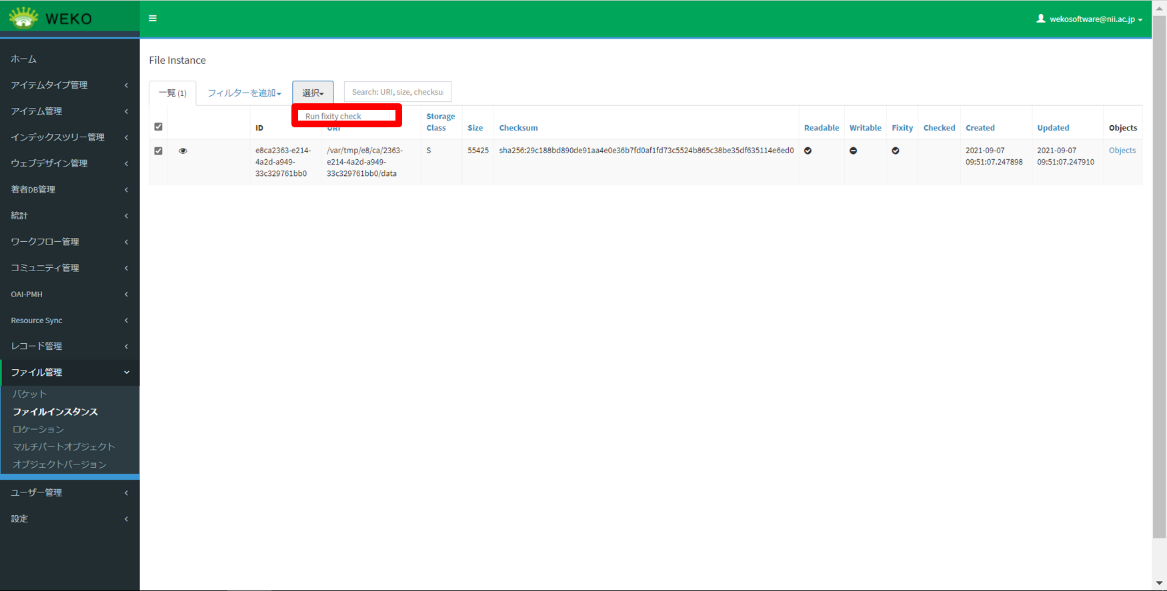 WEKO
wekosoftware@nii.ac.jp
ホーム
アイテムタイプ管理
アイテム管理
インデックスツリー管理
ウェブデザイン管理
著者DB管理
統計
ワークフロー管理
コミュニティ管理
OAI-PMH
Resource Sync
レコード管理
ファイル管理
バケット
ファイルインスタンス
ロケーション
マルチパートオブジェクト
オブジェクトバージョン
ユーザー管理
設定
File Instance
一覧 (1) フィルターを追加 選択 Search: URI, size, checksu
Run fixity check
ID URI Storage Class Size Checksum Readable Writable Fixity Checked Created Updated Objects
e8ca2363-e214-4a2d-a949-33c329761bb0 /var/tmp/e8/ca/2363-e214-4a2d-a949-33c329761bb0/data S 55425 sha256:29c188bd890de91aa4e0e36b7fd0af1fd73c5524b865c38be35df635114e6ed0 2021-09-07 09:51:07.247898 2021-09-07 09:51:07.247910 Objects